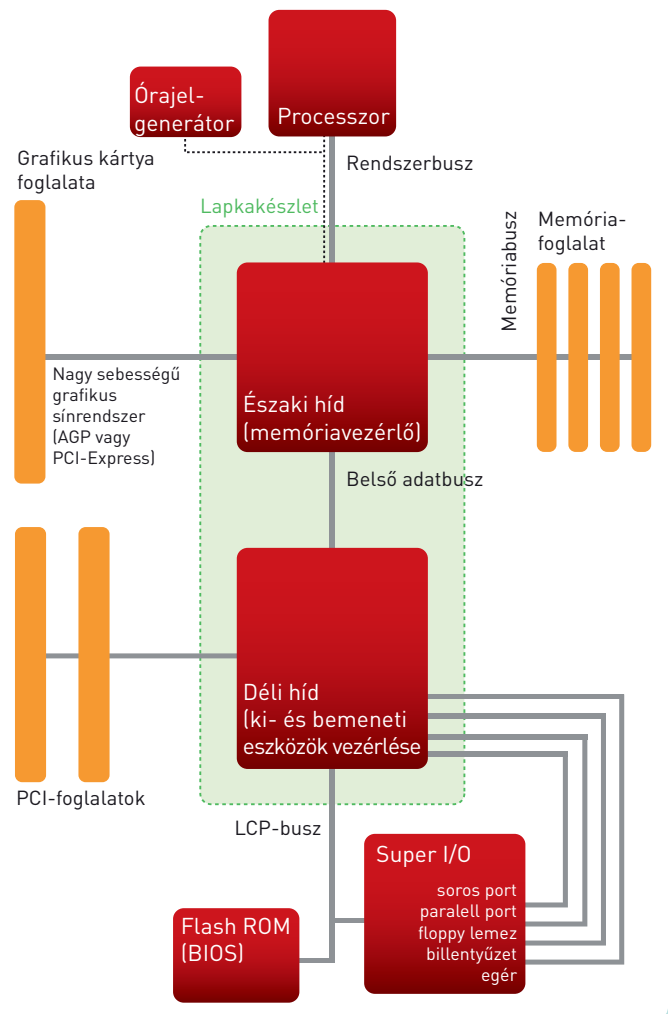 Órajel-
generátor
Processzor
Grafikus kártya
foglalata
Rendszerbusz
Lapkakészlet
Memóriabusz
Memória-
foglalat
Nagy sebességű
grafikus
sínrendszer
(AGP vagy
PCI-Express)
Északi híd
(memóriavezérlő)
Belső adatbusz
Déli híd
(ki- és bemeneti
eszközök vezérlése
PCI-foglalatok
LCP-busz
Super I/O
soros port
paralell port
floppy lemez
billentyűzet
egér
Flash ROM
(BIOS)